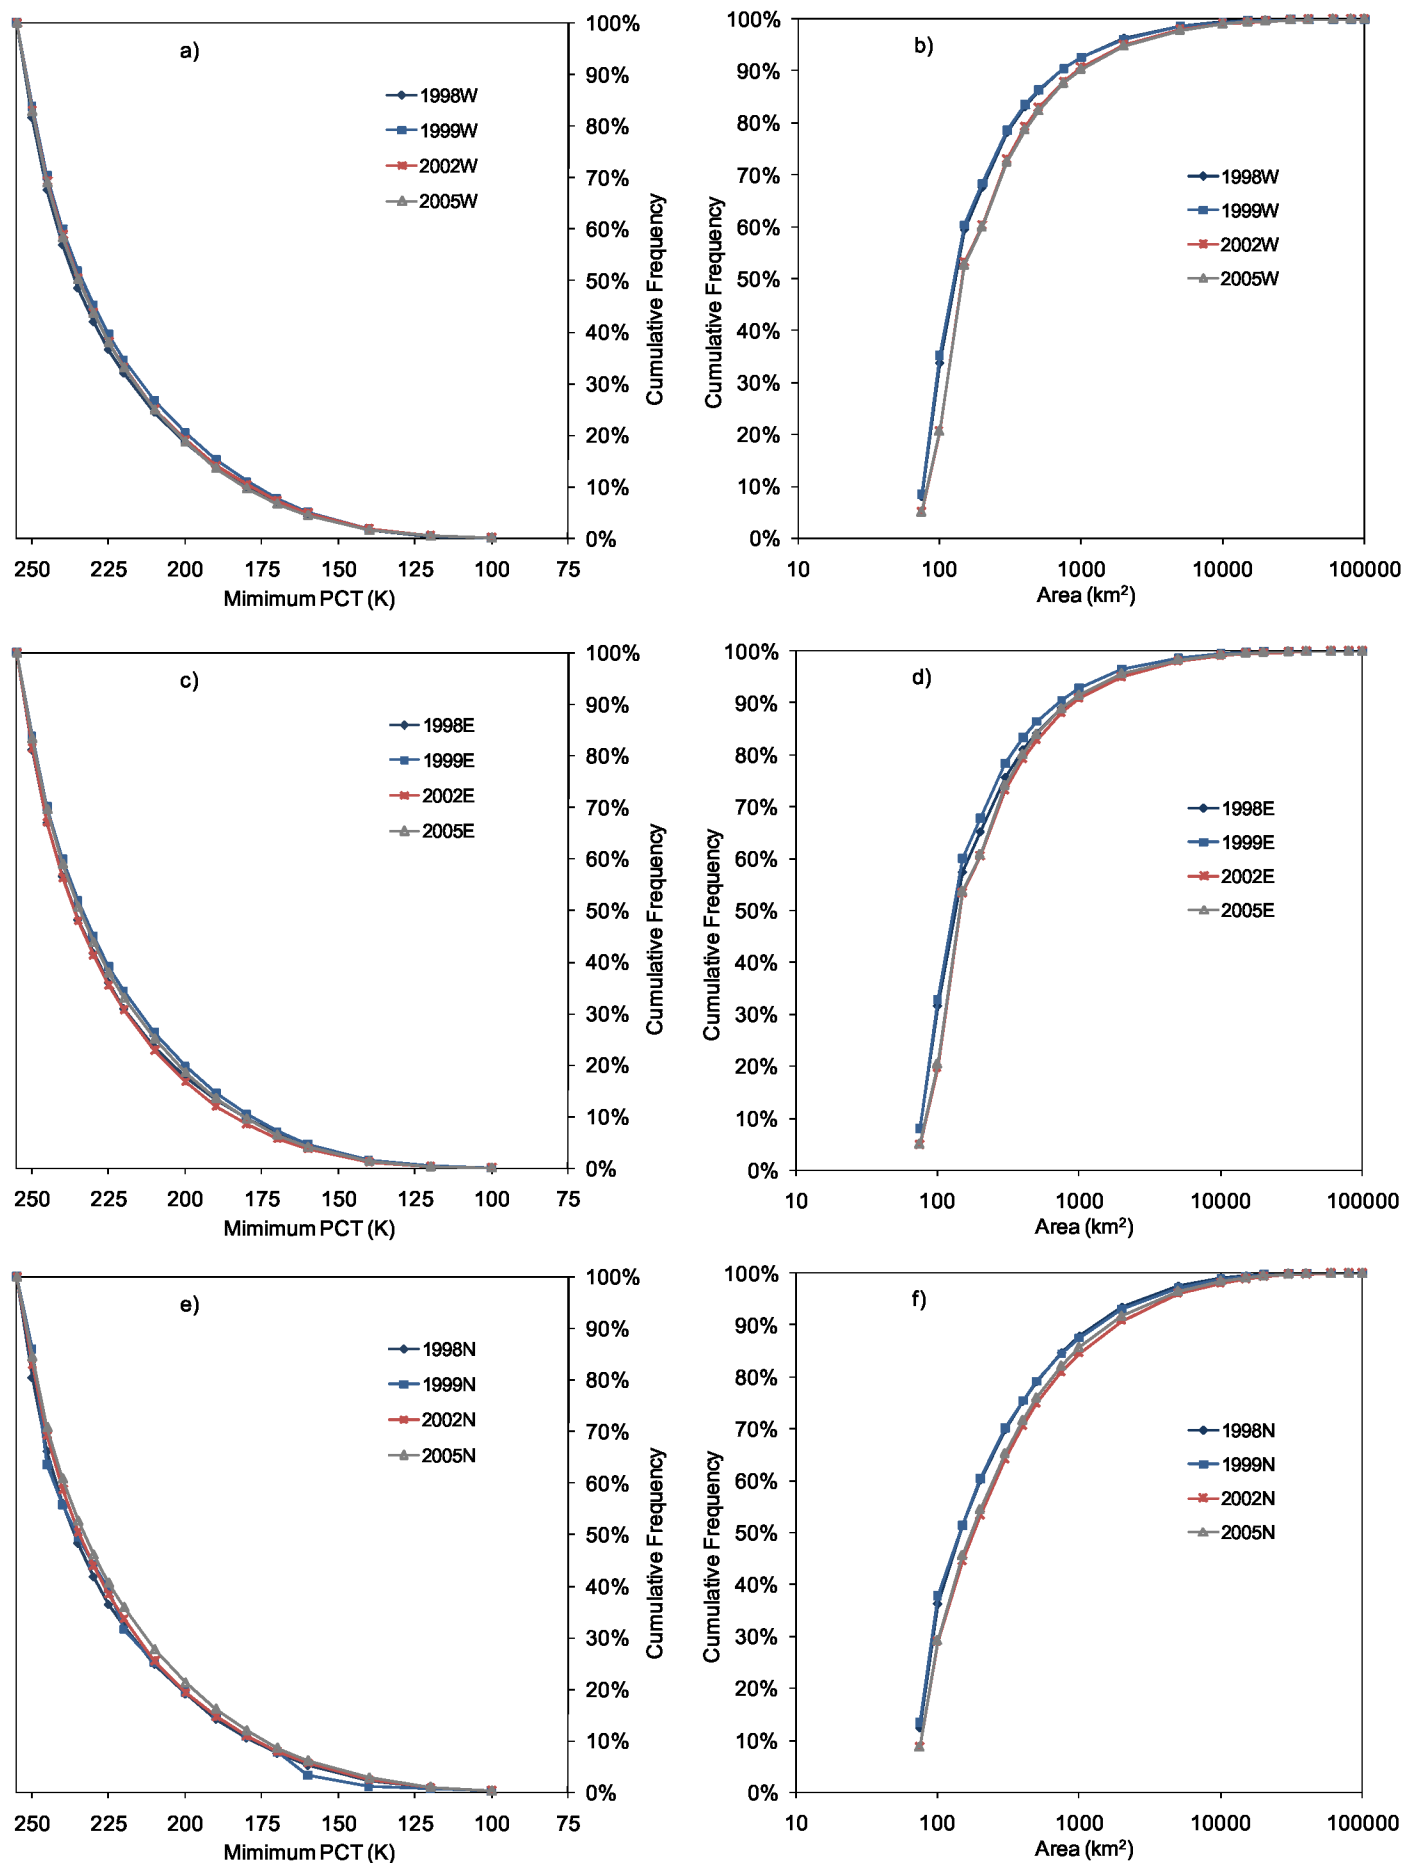 a)
1998W
1999W
2002W
2005W
100%
90%
80%
70%
60%
50%
40%
30%
20%
10%
0%
Cumulative Frequency
250 225 200 175 150 125 100 75
Mimimum PCT (K)
b)
1998W
1999W
2002W
2005W
100%
90%
80%
70%
60%
50%
40%
30%
20%
10%
0%
Cumulative Frequency
10 100 1000 10000 100000
Area (km²)
c)
1998E
1999E
2002E
2005E
100%
90%
80%
70%
60%
50%
40%
30%
20%
10%
0%
Cumulative Frequency
250 225 200 175 150 125 100 75
Mimimum PCT (K)
d)
1998E
1999E
2002E
2005E
100%
90%
80%
70%
60%
50%
40%
30%
20%
10%
0%
Cumulative Frequency
10 100 1000 10000 100000
Area (km²)
e)
1998N
1999N
2002N
2005N
100%
90%
80%
70%
60%
50%
40%
30%
20%
10%
0%
Cumulative Frequency
250 225 200 175 150 125 100 75
Mimimum PCT (K)
f)
1998N
1999N
2002N
2005N
100%
90%
80%
70%
60%
50%
40%
30%
20%
10%
0%
Cumulative Frequency
10 100 1000 10000 100000
Area (km²)